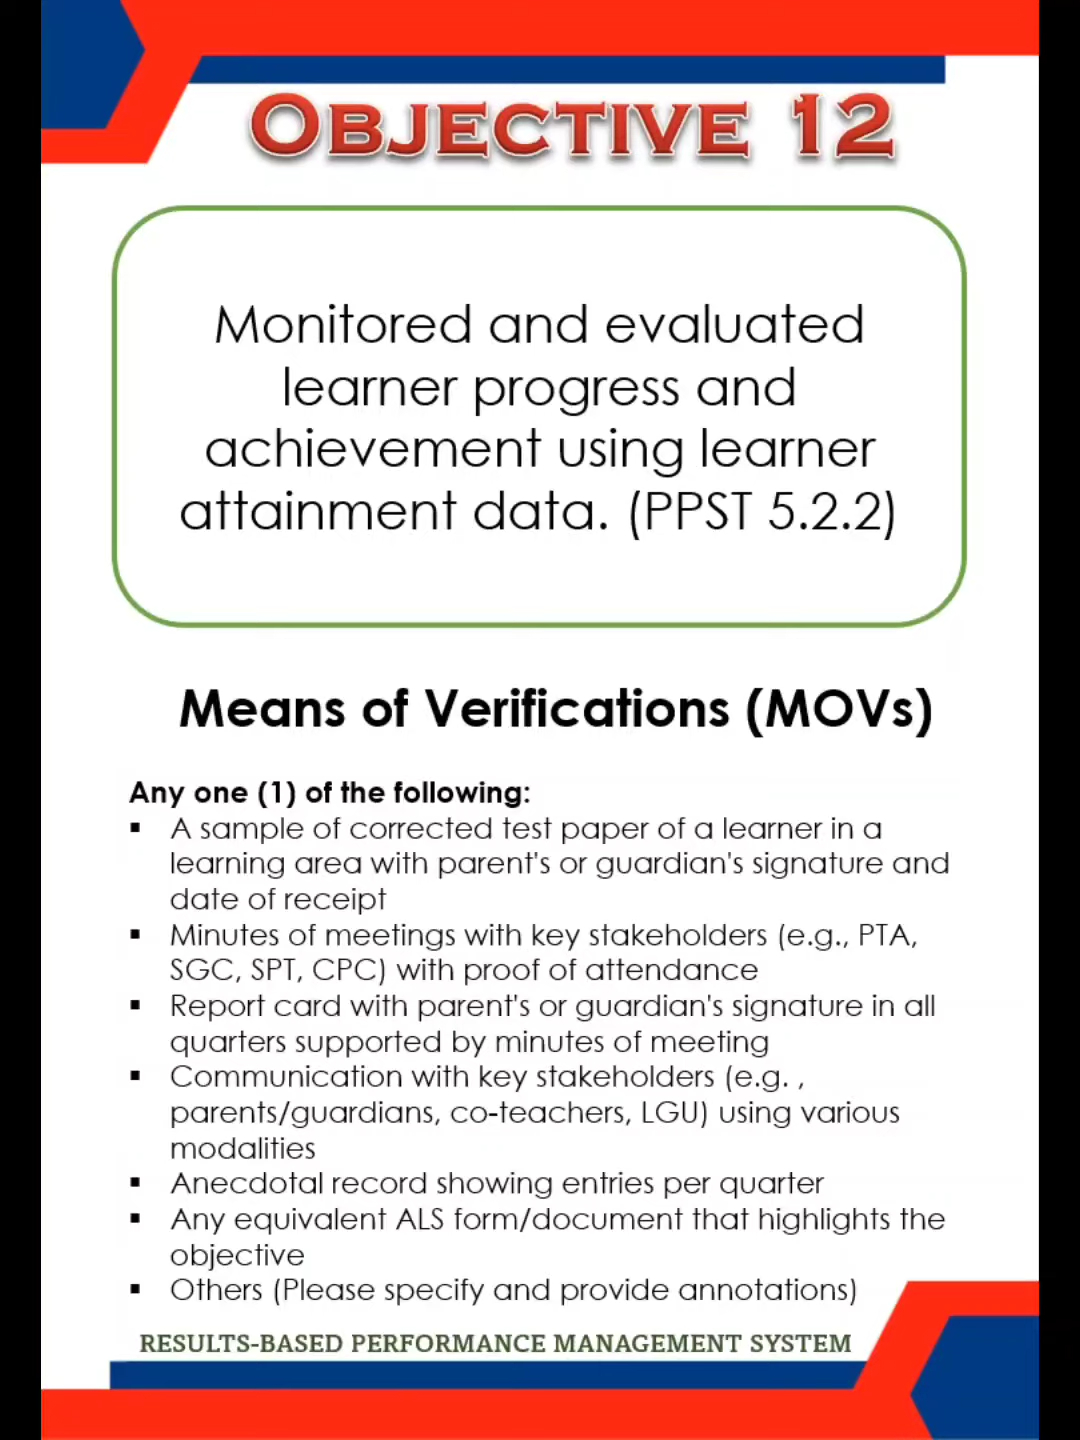 OBJECTIVE 12
Monitored and evaluated
learner progress and
achievement using learner
attainment data. (PPST 5.2.2)
Means of Verifications (MOVs)
Any one (1) of the following:
▪ A sample of corrected test paper of a learner in a
learning area with parent's or guardian's signature and
date of receipt
▪ Minutes of meetings with key stakeholders (e.g., PTA,
SGC, SPT, CPC) with proof of attendance
▪ Report card with parent's or guardian's signature in all
quarters supported by minutes of meeting
▪ Communication with key stakeholders (e.g. ,
parents/guardians, co-teachers, LGU) using various
modalities
▪ Anecdotal record showing entries per quarter
▪ Any equivalent ALS form/document that highlights the
objective
▪ Others (Please specify and provide annotations)
RESULTS-BASED PERFORMANCE MANAGEMENT SYSTEM